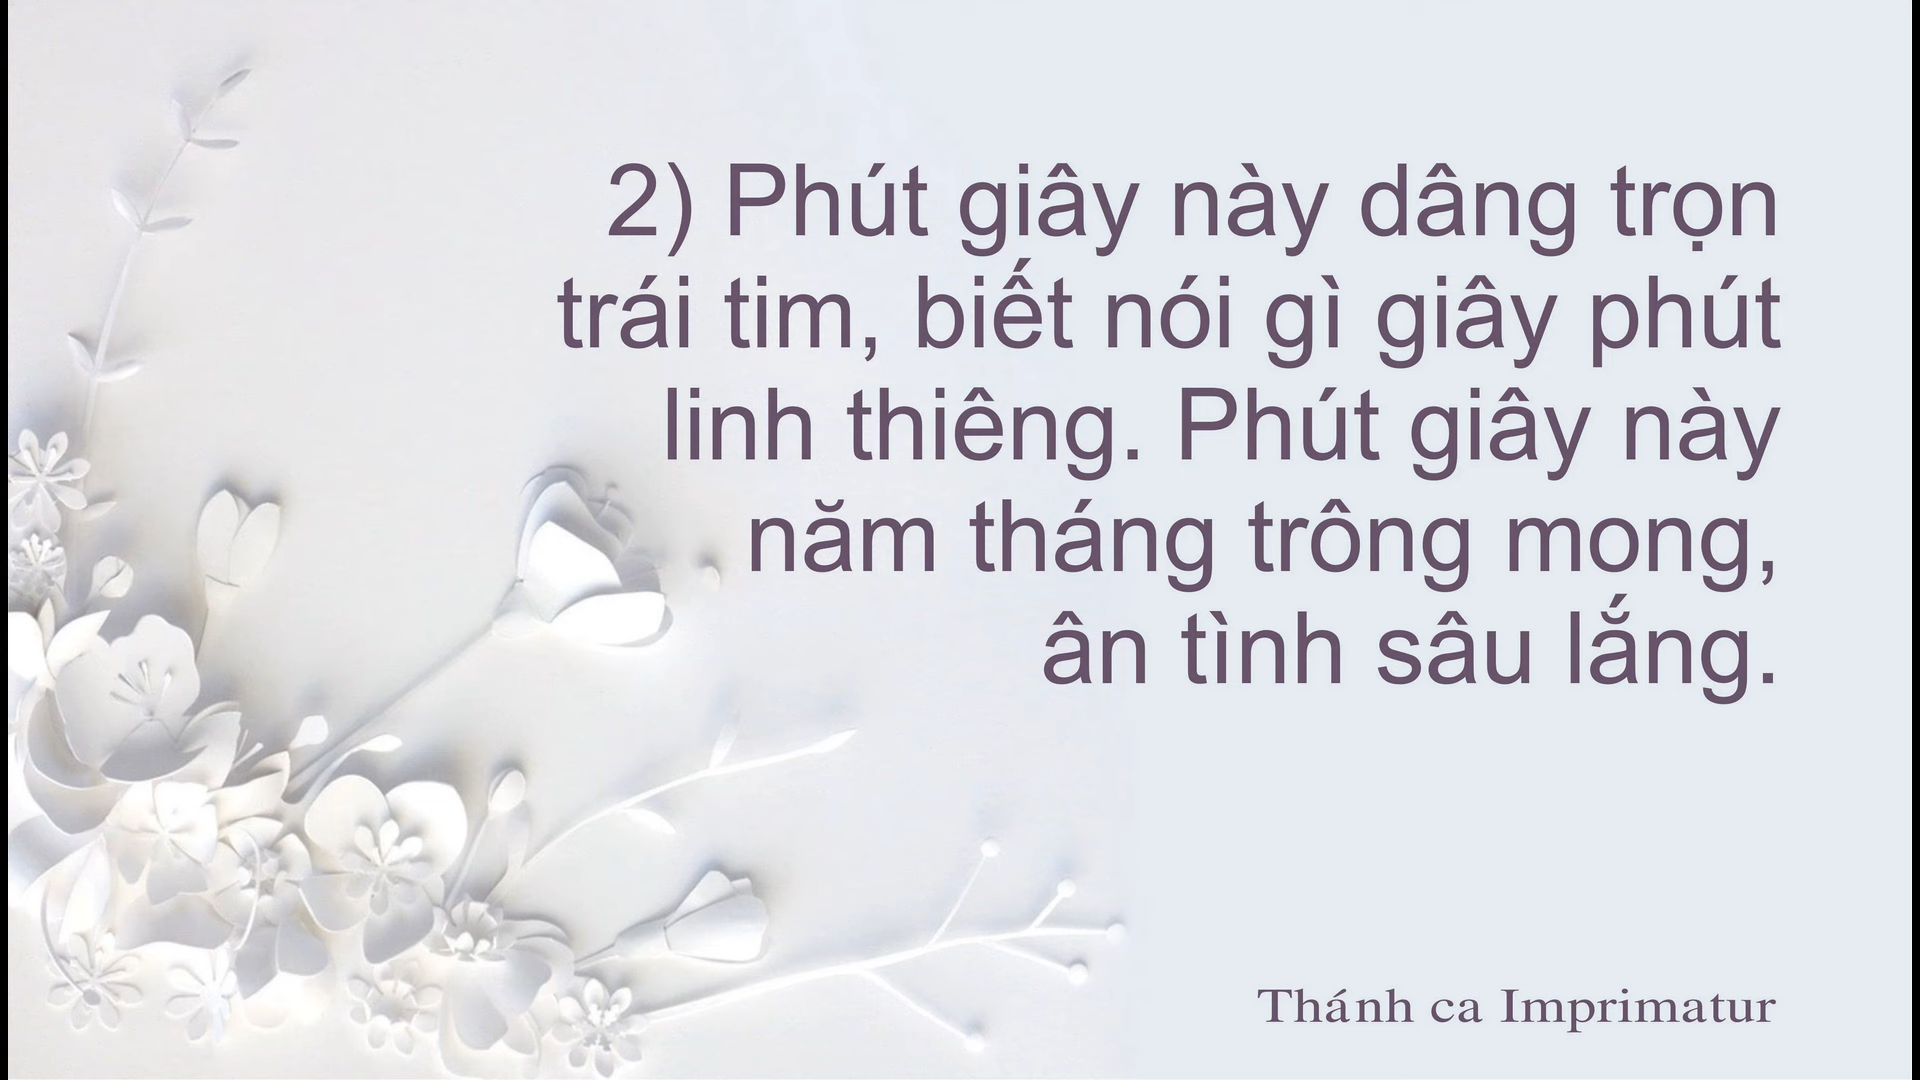 2) Phút giây này dâng trọn
trái tim, biết nói gì giây phút
linh thiêng. Phút giây này
năm tháng trông mong,
ân tình sâu lắng.
Thánh ca Imprimatur